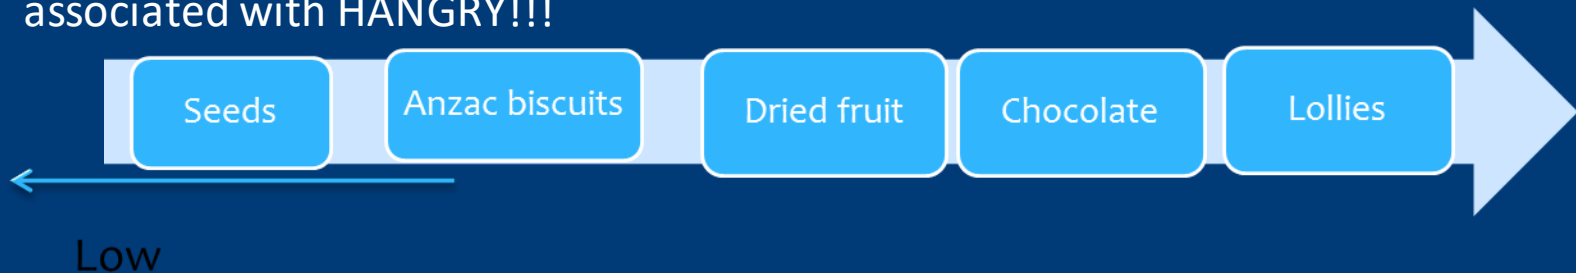 associated with HANGRY!!!
Seeds
Anzac biscuits
Dried fruit
Chocolate
Lollies
Low